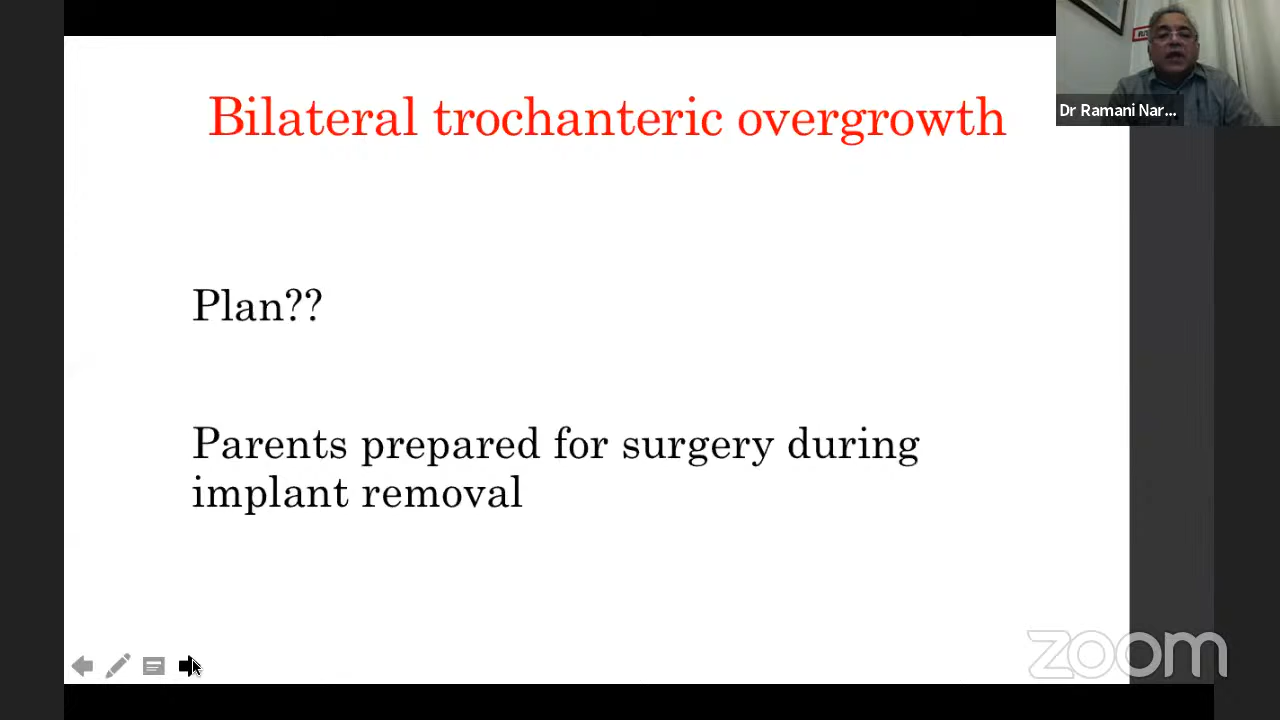 Bilateral trochanteric overgrowth
Dr Ramani Nar...
Plan??
Parents prepared for surgery during
implant removal
zoom